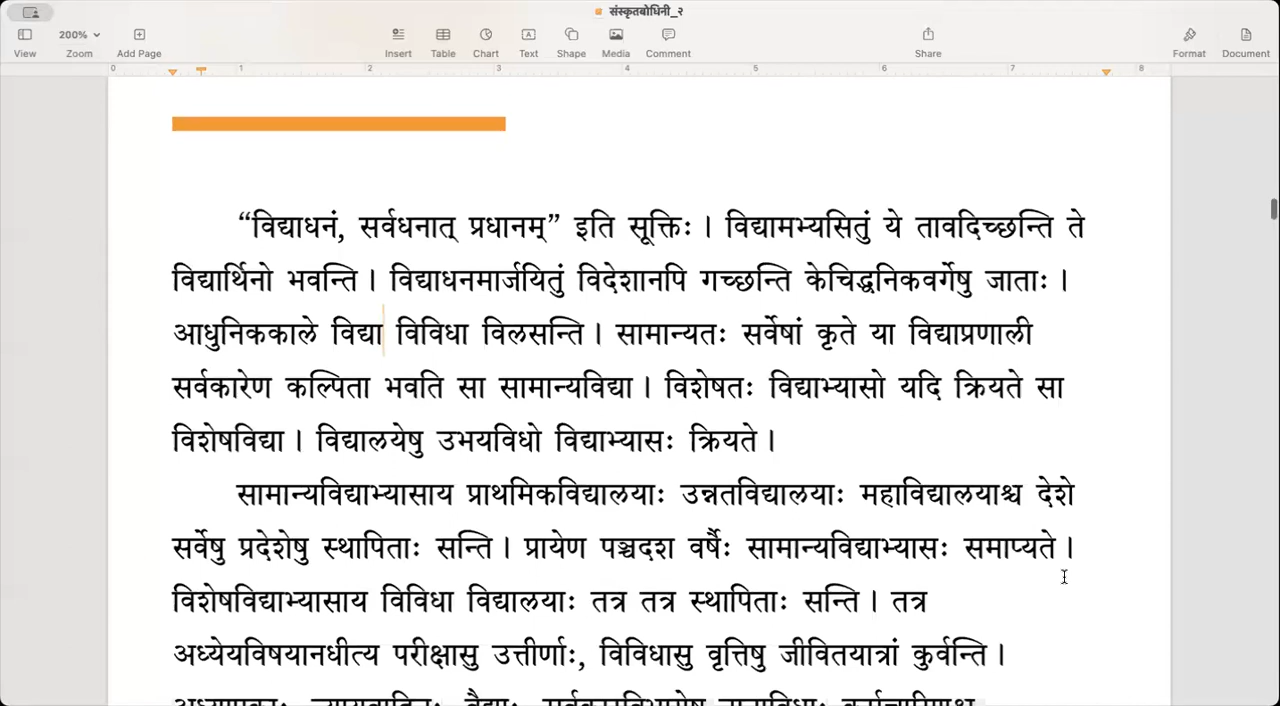 संस्कृतबोधिनी_२
View
200%
Zoom
Add Page
Insert
Table
Chart
Text
Shape
Media
Comment
Share
Format
Document
0 1 2 3 4 5 6 7 8
“विद्याधनं, सर्वधनात् प्रधानम्” इति सूक्तिः । विद्यामभ्यसितुं ये तावदिच्छन्ति ते
विद्यार्थिनो भवन्ति । विद्याधनमार्जयितुं विदेशानपि गच्छन्ति केचिद्धनिकवर्गेषु जाताः ।
आधुनिककाले विद्या विविधा विलसन्ति । सामान्यतः सर्वेषां कृते या विद्याप्रणाली
सर्वकारेण कल्पिता भवति सा सामान्यविद्या । विशेषतः विद्याभ्यासो यदि क्रियते सा
विशेषविद्या । विद्यालयेषु उभयविधो विद्याभ्यासः क्रियते ।
सामान्यविद्याभ्यासाय प्राथमिकविद्यालयाः उन्नतविद्यालयाः महाविद्यालयाश्च देशे
सर्वेषु प्रदेशेषु स्थापिताः सन्ति । प्रायेण पञ्चदश वर्षैः सामान्यविद्याभ्यासः समाप्यते ।
विशेषविद्याभ्यासाय विविधा विद्यालयाः तत्र तत्र स्थापिताः सन्ति । तत्र
अध्येयविषयानधीत्य परीक्षासु उत्तीर्णाः, विविधासु वृत्तिषु जीवितयात्रां कुर्वन्ति ।